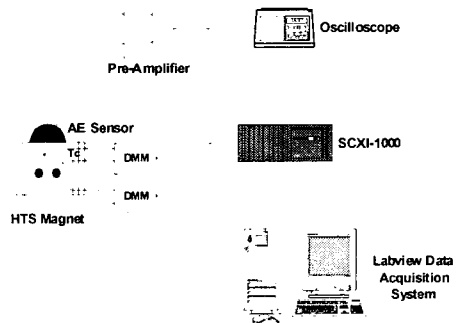 Oscilloscope
Pre-Amplifier
AE Sensor
Tc
DMM
SCXI-1000
DMM
HTS Magnet
Labview Data
Acquisition
System